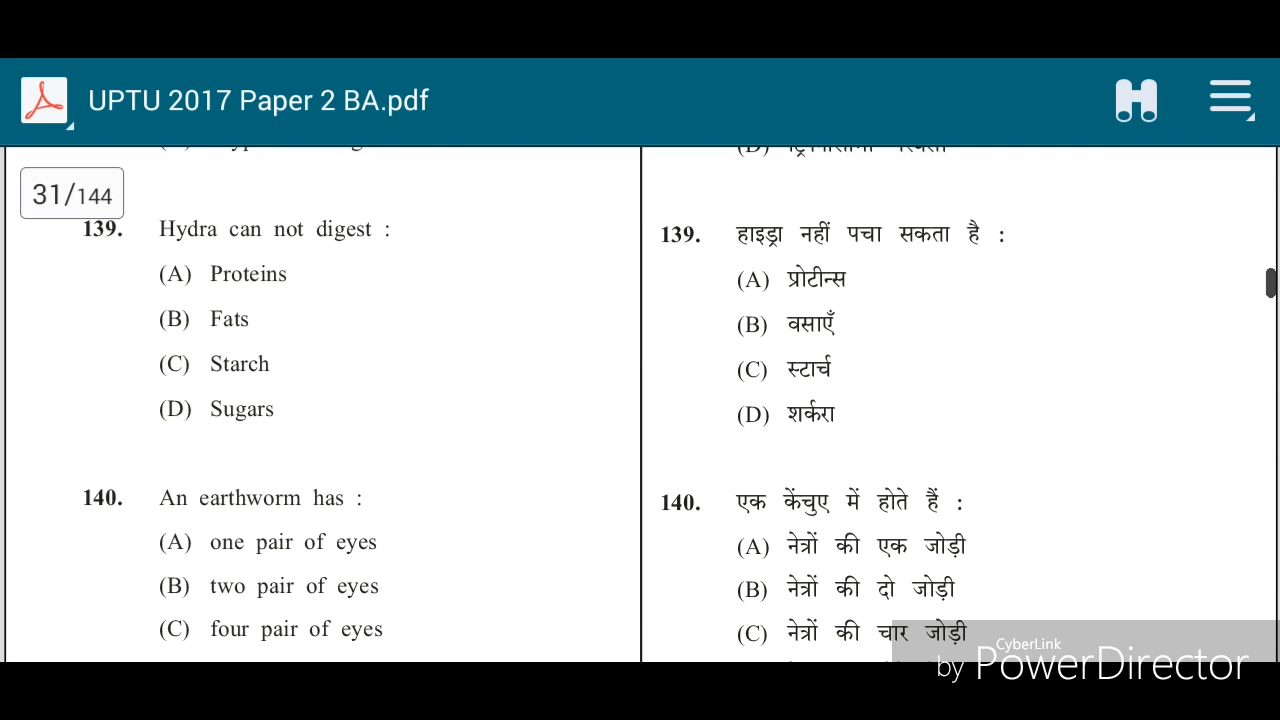 UPTU 2017 Paper 2 BA.pdf
31/144
139. Hydra can not digest :
(A) Proteins
(B) Fats
(C) Starch
(D) Sugars
140. An earthworm has :
(A) one pair of eyes
(B) two pair of eyes
(C) four pair of eyes
139. हाइड्रा नहीं पचा सकता है :
(A) प्रोटीन्स
(B) वसाएँ
(C) स्टार्च
(D) शर्करा
140. एक केंचुए में होते हैं :
(A) नेत्रों की एक जोड़ी
(B) नेत्रों की दो जोड़ी
(C) नेत्रों की चार जोड़ी
CyberLink
by PowerDirector